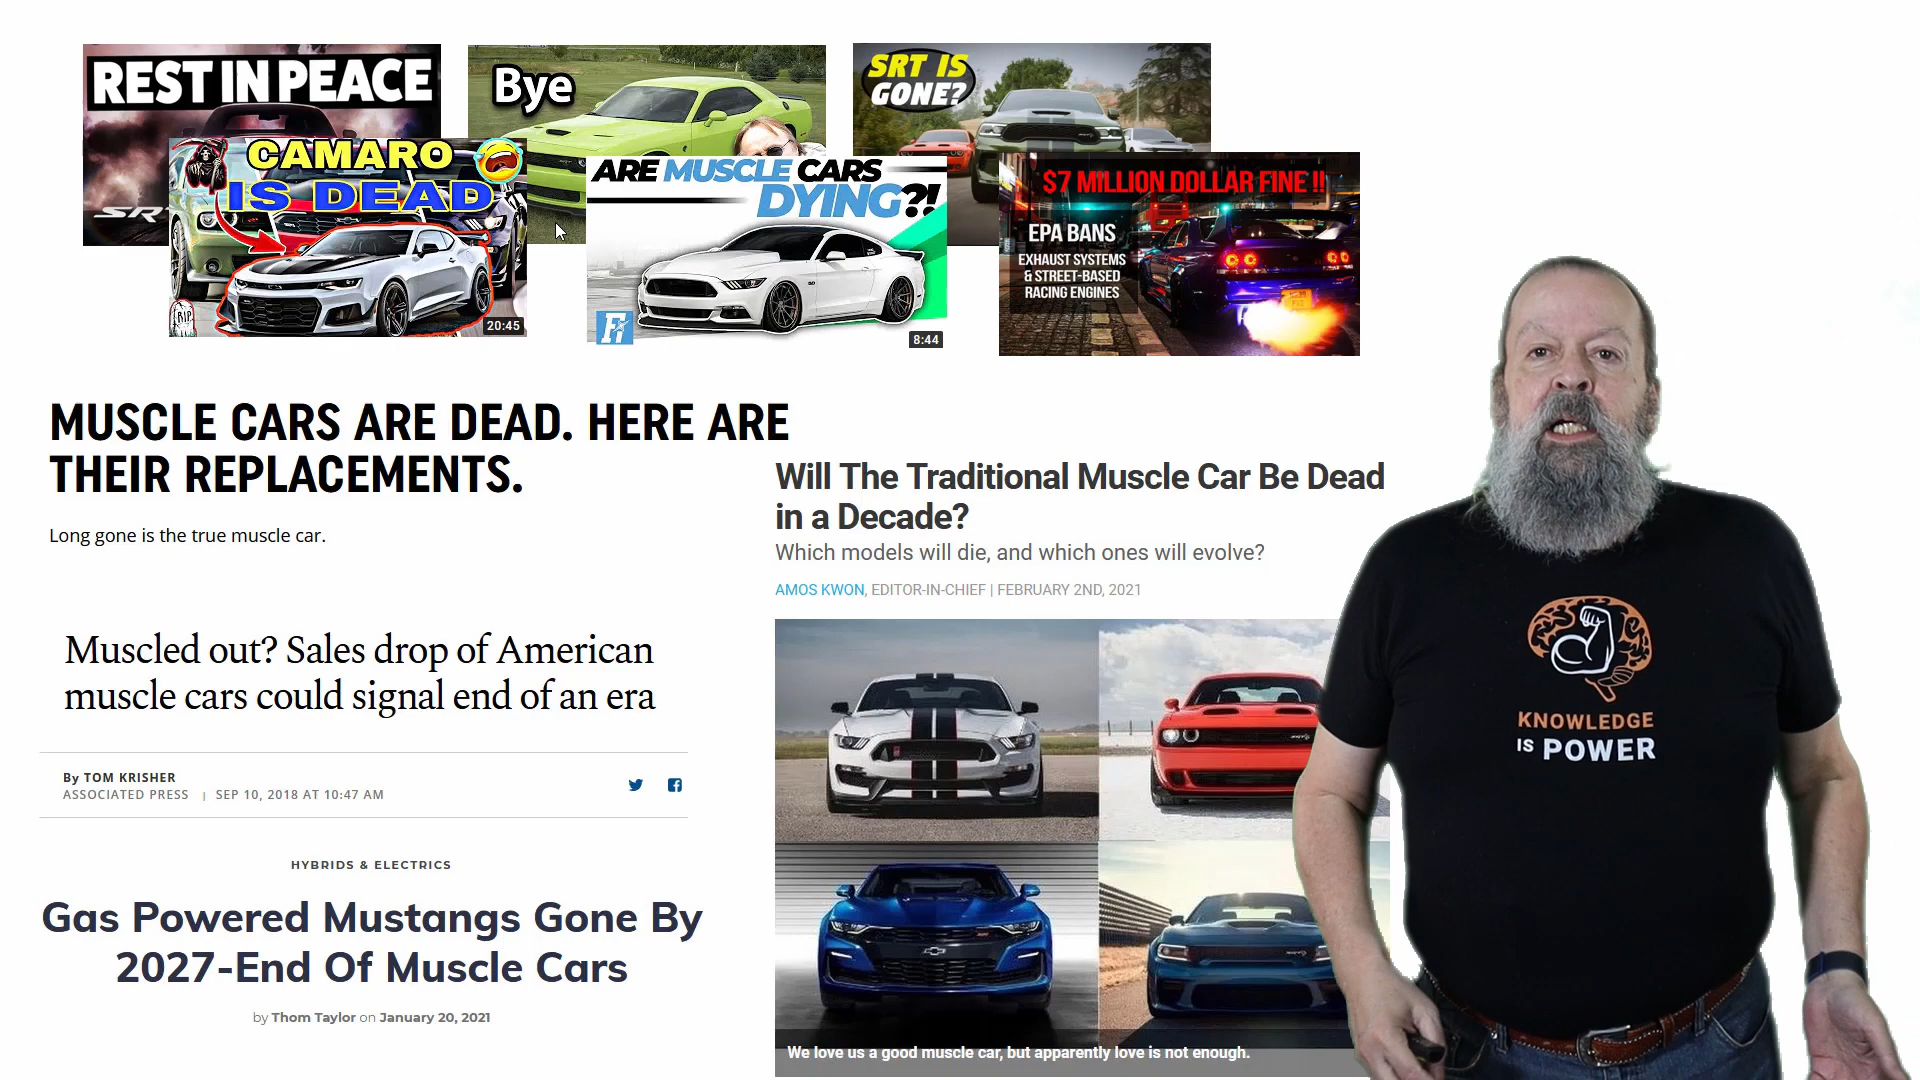 REST IN PEACE
SR
CAMARO
IS DEAD
RIP
20:45
Bye
ARE MUSCLE CARS
DYING?!
8:44
SRT IS
GONE?
$7 MILLION DOLLAR FINE !!
EPA BANS
EXHAUST SYSTEMS
& STREET-BASED
RACING ENGINES
MUSCLE CARS ARE DEAD. HERE ARE
THEIR REPLACEMENTS.
Long gone is the true muscle car.
Muscled out? Sales drop of American
muscle cars could signal end of an era
By TOM KRISHER
ASSOCIATED PRESS | SEP 10, 2018 AT 10:47 AM
HYBRIDS & ELECTRICS
Gas Powered Mustangs Gone By
2027-End Of Muscle Cars
by Thom Taylor on January 20, 2021
Will The Traditional Muscle Car Be Dead
in a Decade?
Which models will die, and which ones will evolve?
AMOS KWON, EDITOR-IN-CHIEF | FEBRUARY 2ND, 2021
We love us a good muscle car, but apparently love is not enough.
KNOWLEDGE
IS POWER